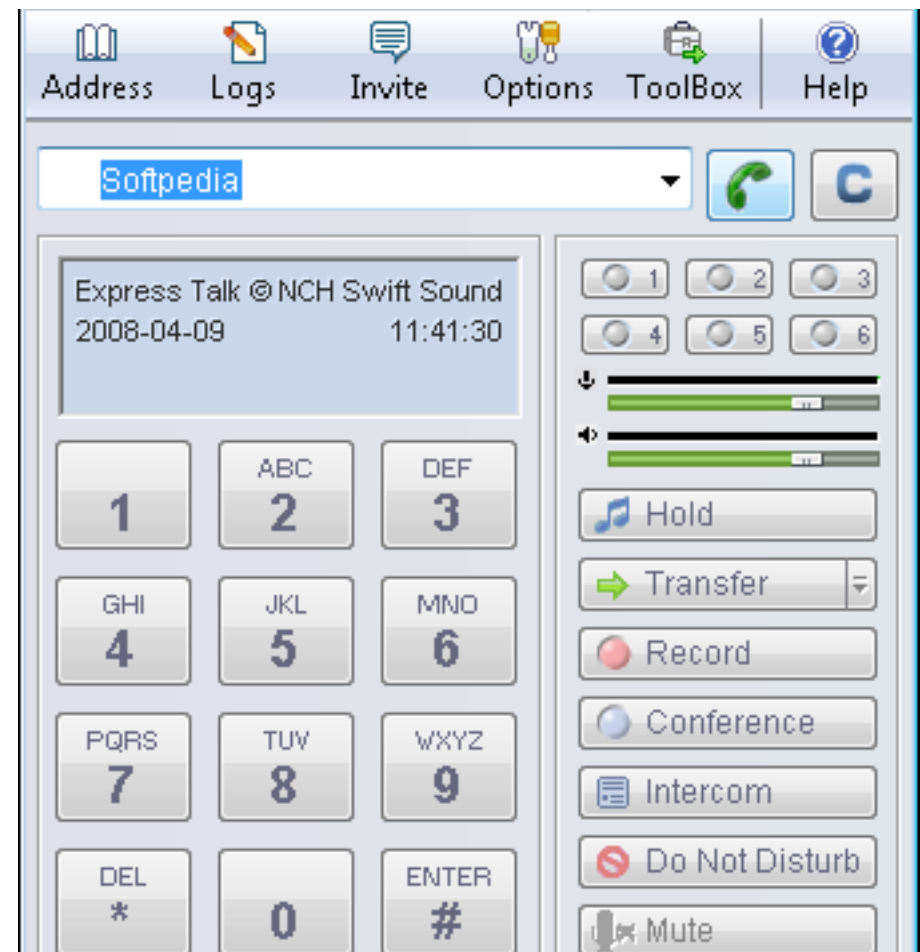 Address Logs Invite Options ToolBox Help
Softpedia
C
Express Talk © NCH Swift Sound
2008-04-09 11:41:30
1 2 3
4 5 6
ABC DEF
1 2 3
GHI JKL MNO
4 5 6
PQRS TUV WXYZ
7 8 9
DEL ENTER
* 0 #
Hold
Transfer
Record
Conference
Intercom
Do Not Disturb
Mute